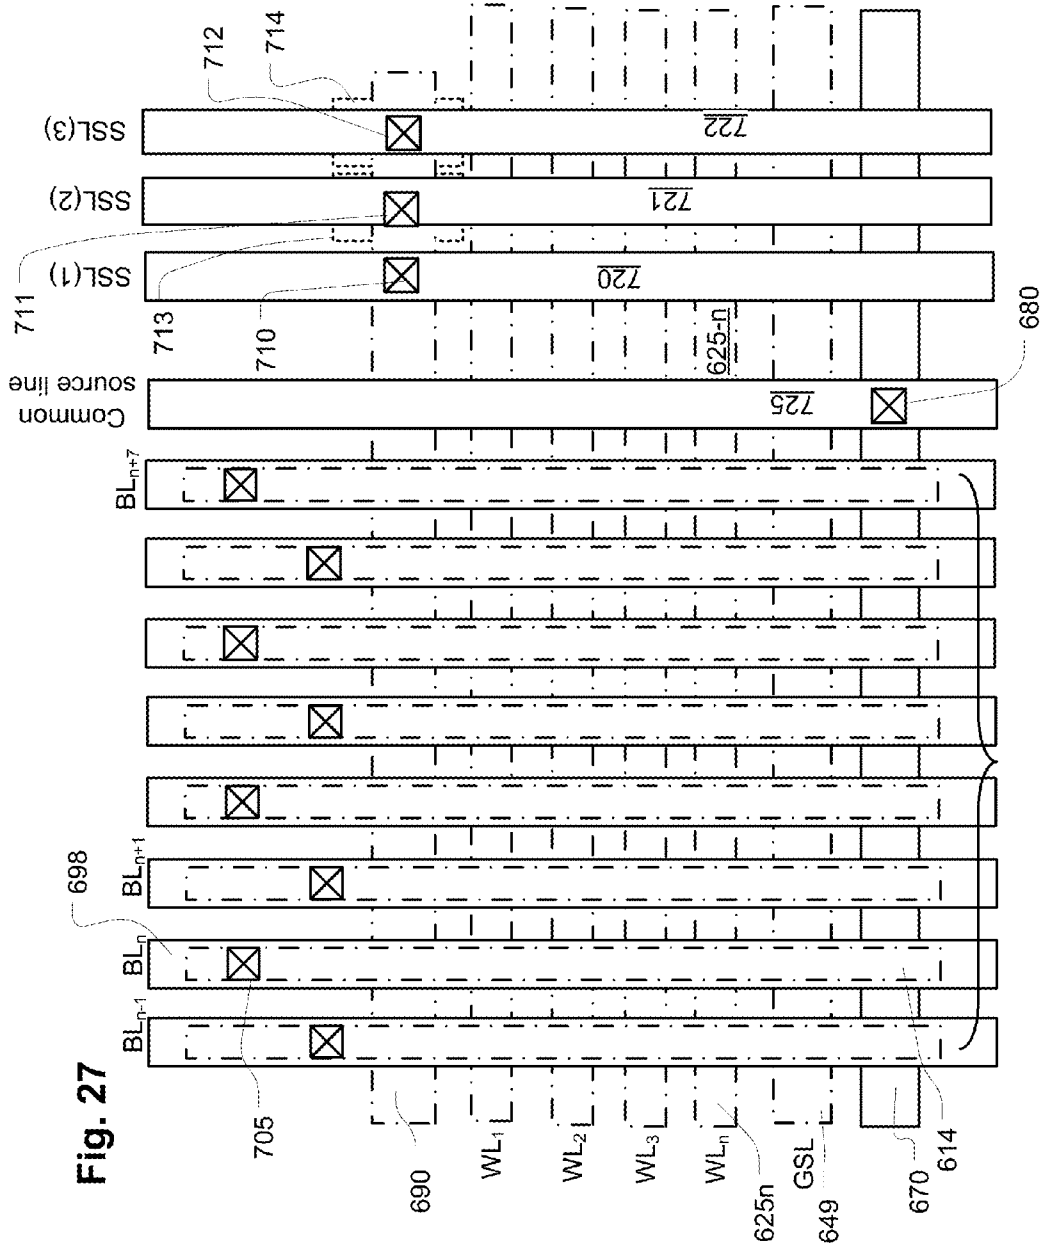 Fig. 27
712
714
SSL(3)
SSL(2)
SSL(1)
711
713
710
722
721
720
625-n
680
Common
source line
725
BLn+7
BLn+1
698
BLn
BLn-1
705
690
WL1
WL2
WL3
WLn
625n
GSL
649
670
614